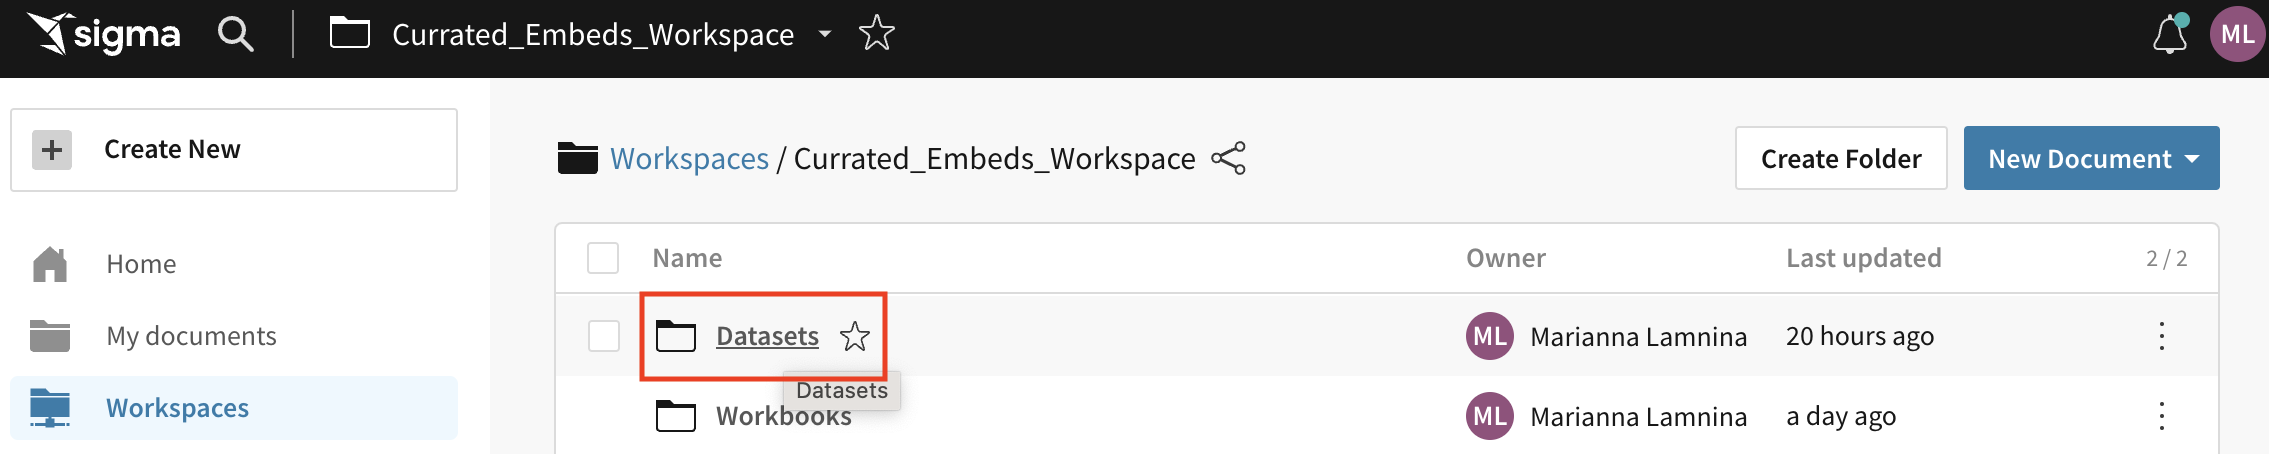 sigma Currated_Embeds_Workspace ML
Create New
Workspaces / Currated_Embeds_Workspace Create Folder New Document
Name Owner Last updated 2 / 2
Home
Datasets ML Marianna Lamnina 20 hours ago
My documents
Datasets
Workspaces
Workbooks ML Marianna Lamnina a day ago